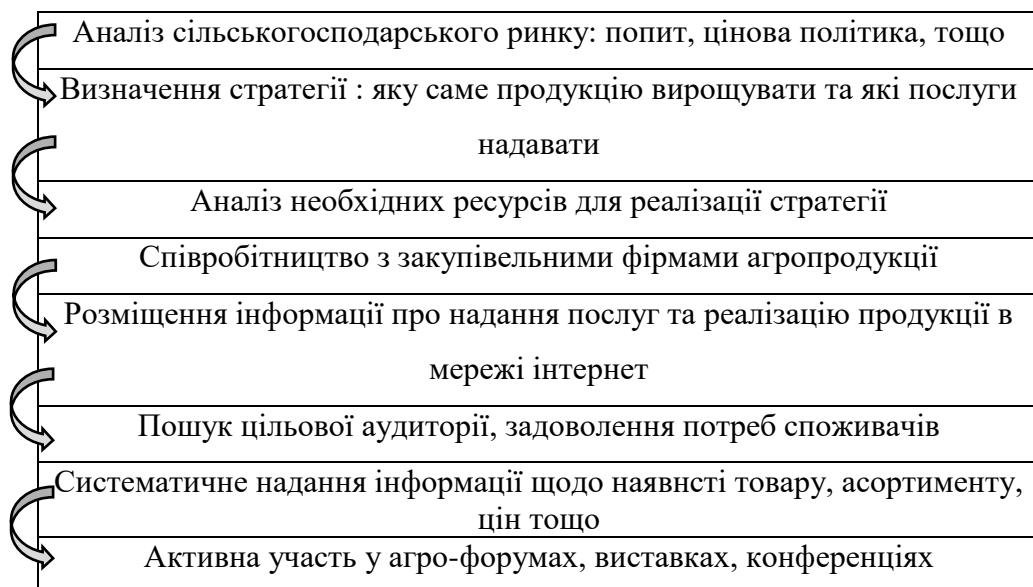 Аналіз сільськогосподарського ринку: попит, цінова політика, тощо
Визначення стратегії : яку саме продукцію вирощувати та які послуги
надавати
Аналіз необхідних ресурсів для реалізації стратегії
Співробітництво з закупівельними фірмами агропродукції
Розміщення інформації про надання послуг та реалізацію продукції в
мережі інтернет
Пошук цільової аудиторії, задоволення потреб споживачів
Систематичне надання інформації щодо наявнсті товару, асортименту,
цін тощо
Активна участь у агро-форумах, виставках, конференціях